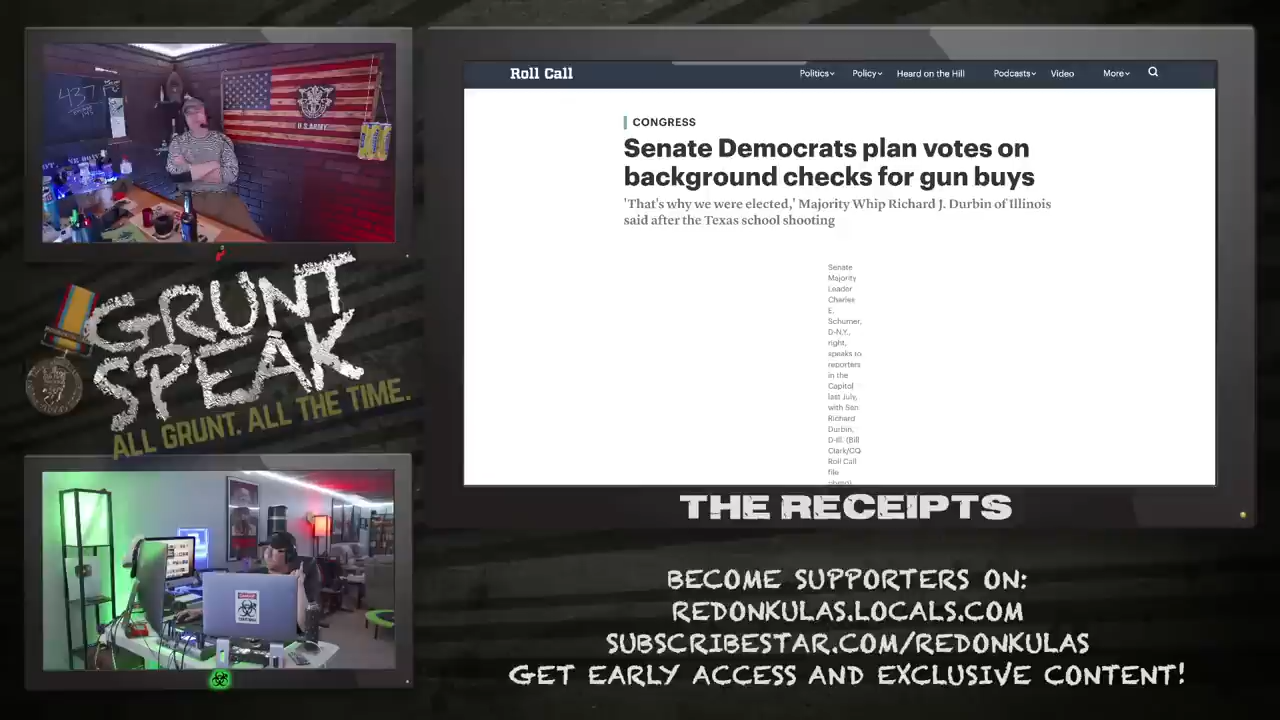 437
U.S. ARMY
GRUNT
SPEAK
ALL GRUNT. ALL THE TIME.
Roll Call
Politics
Policy
Heard on the Hill
Podcasts
Video
More
CONGRESS
Senate Democrats plan votes on
background checks for gun buys
'That's why we were elected,' Majority Whip Richard J. Durbin of Illinois
said after the Texas school shooting
Senate
Majority
Leader
Charles
E.
Schumer,
D-N.Y.,
right,
speaks to
reporters
in the
Capitol
last July,
with Sen
Richard
Durbin,
D-Ill. (Bill
Clark/CQ
Roll Call
file
THE RECEIPTS
BECOME SUPPORTERS ON:
REDONKULAS.LOCALS.COM
SUBSCRIBESTAR.COM/REDONKULAS
GET EARLY ACCESS AND EXCLUSIVE CONTENT!